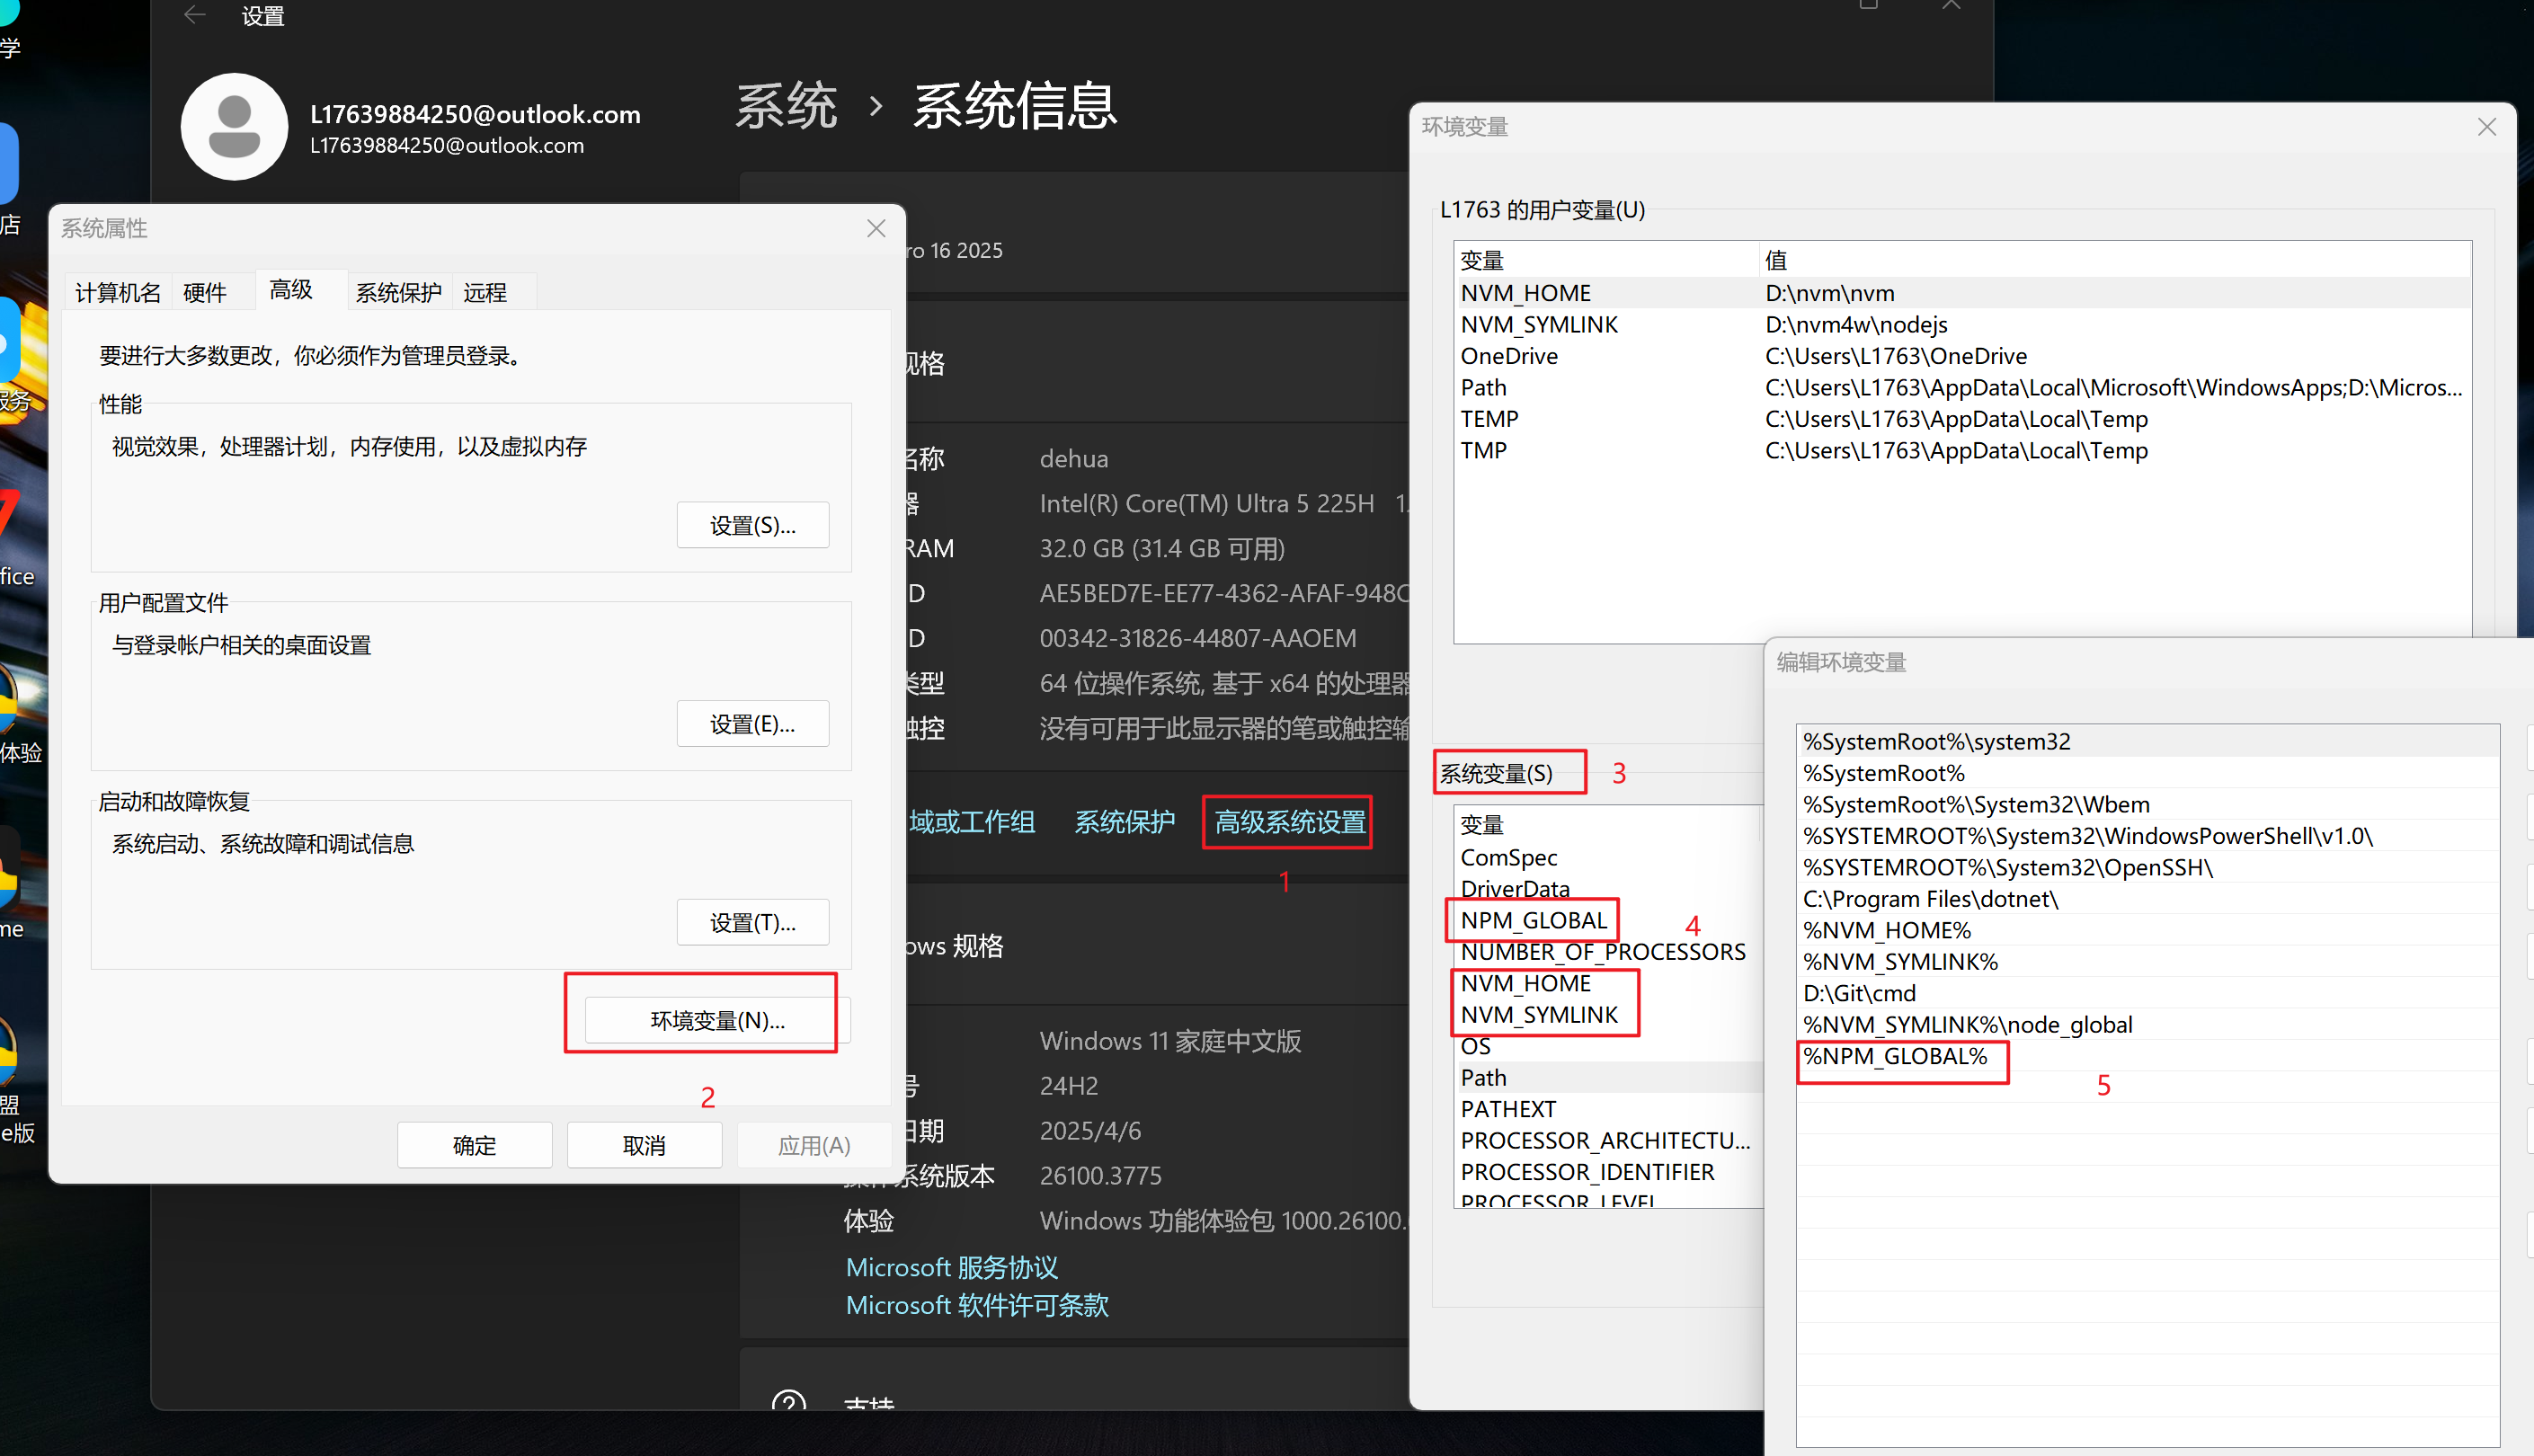 学
店
服务
fice
体验
me
盟
e版
设置
L17639884250@outlook.com
L17639884250@outlook.com
系统 › 系统信息
ro 16 2025
规格
名称 dehua
器 Intel(R) Core(TM) Ultra 5 225H 1.
RAM 32.0 GB (31.4 GB 可用)
D AE5BED7E-EE77-4362-AFAF-948C
D 00342-31826-44807-AAOEM
类型 64 位操作系统, 基于 x64 的处理器
触控 没有可用于此显示器的笔或触控输
域或工作组 系统保护 高级系统设置
1
ows 规格
Windows 11 家庭中文版
号 24H2
日期 2025/4/6
操作系统版本 26100.3775
体验 Windows 功能体验包 1000.26100.
Microsoft 服务协议
Microsoft 软件许可条款
支持
系统属性
计算机名 硬件 高级 系统保护 远程
要进行大多数更改，你必须作为管理员登录。
性能
视觉效果，处理器计划，内存使用，以及虚拟内存
设置(S)...
用户配置文件
与登录帐户相关的桌面设置
设置(E)...
启动和故障恢复
系统启动、系统故障和调试信息
设置(T)...
环境变量(N)...
2
确定 取消 应用(A)
环境变量
L1763 的用户变量(U)
变量 值
NVM_HOME D:\nvm\nvm
NVM_SYMLINK D:\nvm4w\nodejs
OneDrive C:\Users\L1763\OneDrive
Path C:\Users\L1763\AppData\Local\Microsoft\WindowsApps;D:\Micros...
TEMP C:\Users\L1763\AppData\Local\Temp
TMP C:\Users\L1763\AppData\Local\Temp
系统变量(S) 3
变量
ComSpec
DriverData
NPM_GLOBAL 4
NUMBER_OF_PROCESSORS
NVM_HOME
NVM_SYMLINK
OS
Path
PATHEXT
PROCESSOR_ARCHITECTU...
PROCESSOR_IDENTIFIER
PROCESSOR_LEVEL
编辑环境变量
%SystemRoot%\system32
%SystemRoot%
%SystemRoot%\System32\Wbem
%SYSTEMROOT%\System32\WindowsPowerShell\v1.0\
%SYSTEMROOT%\System32\OpenSSH\
C:\Program Files\dotnet\
%NVM_HOME%
%NVM_SYMLINK%
D:\Git\cmd
%NVM_SYMLINK%\node_global
%NPM_GLOBAL%
5